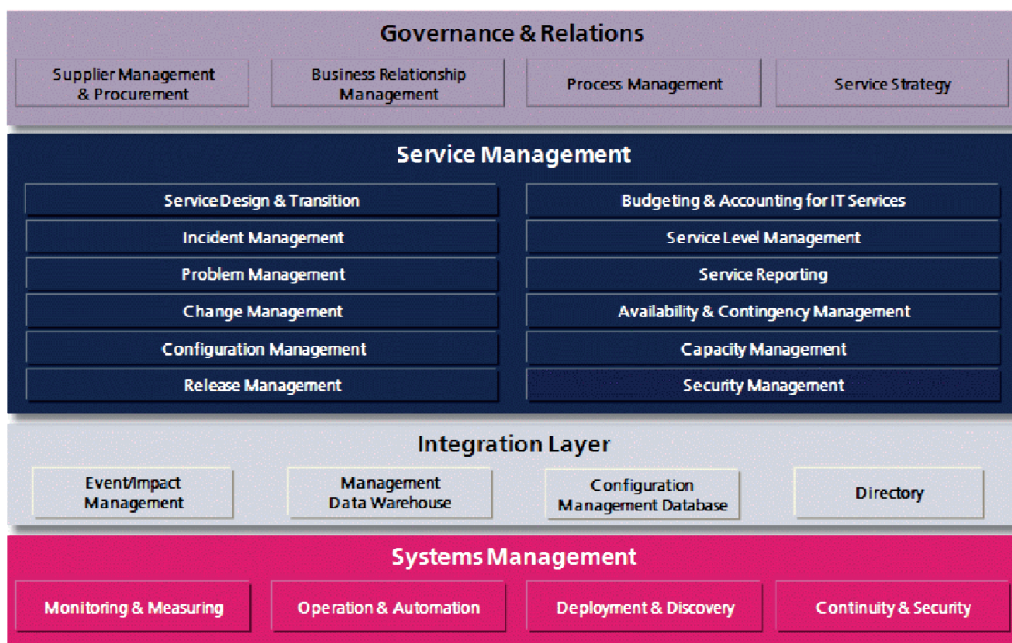 Governance & Relations
Supplier Management
& Procurement
Business Relationship
Management
Process Management
Service Strategy
Service Management
Service Design & Transition
Budgeting & Accounting for IT Services
Incident Management
Service Level Management
Problem Management
Service Reporting
Change Management
Availability & Contingency Management
Configuration Management
Capacity Management
Release Management
Security Management
Integration Layer
Event/Impact
Management
Management
Data Warehouse
Configuration
Management Database
Directory
Systems Management
Monitoring & Measuring
Operation & Automation
Deployment & Discovery
Continuity & Security